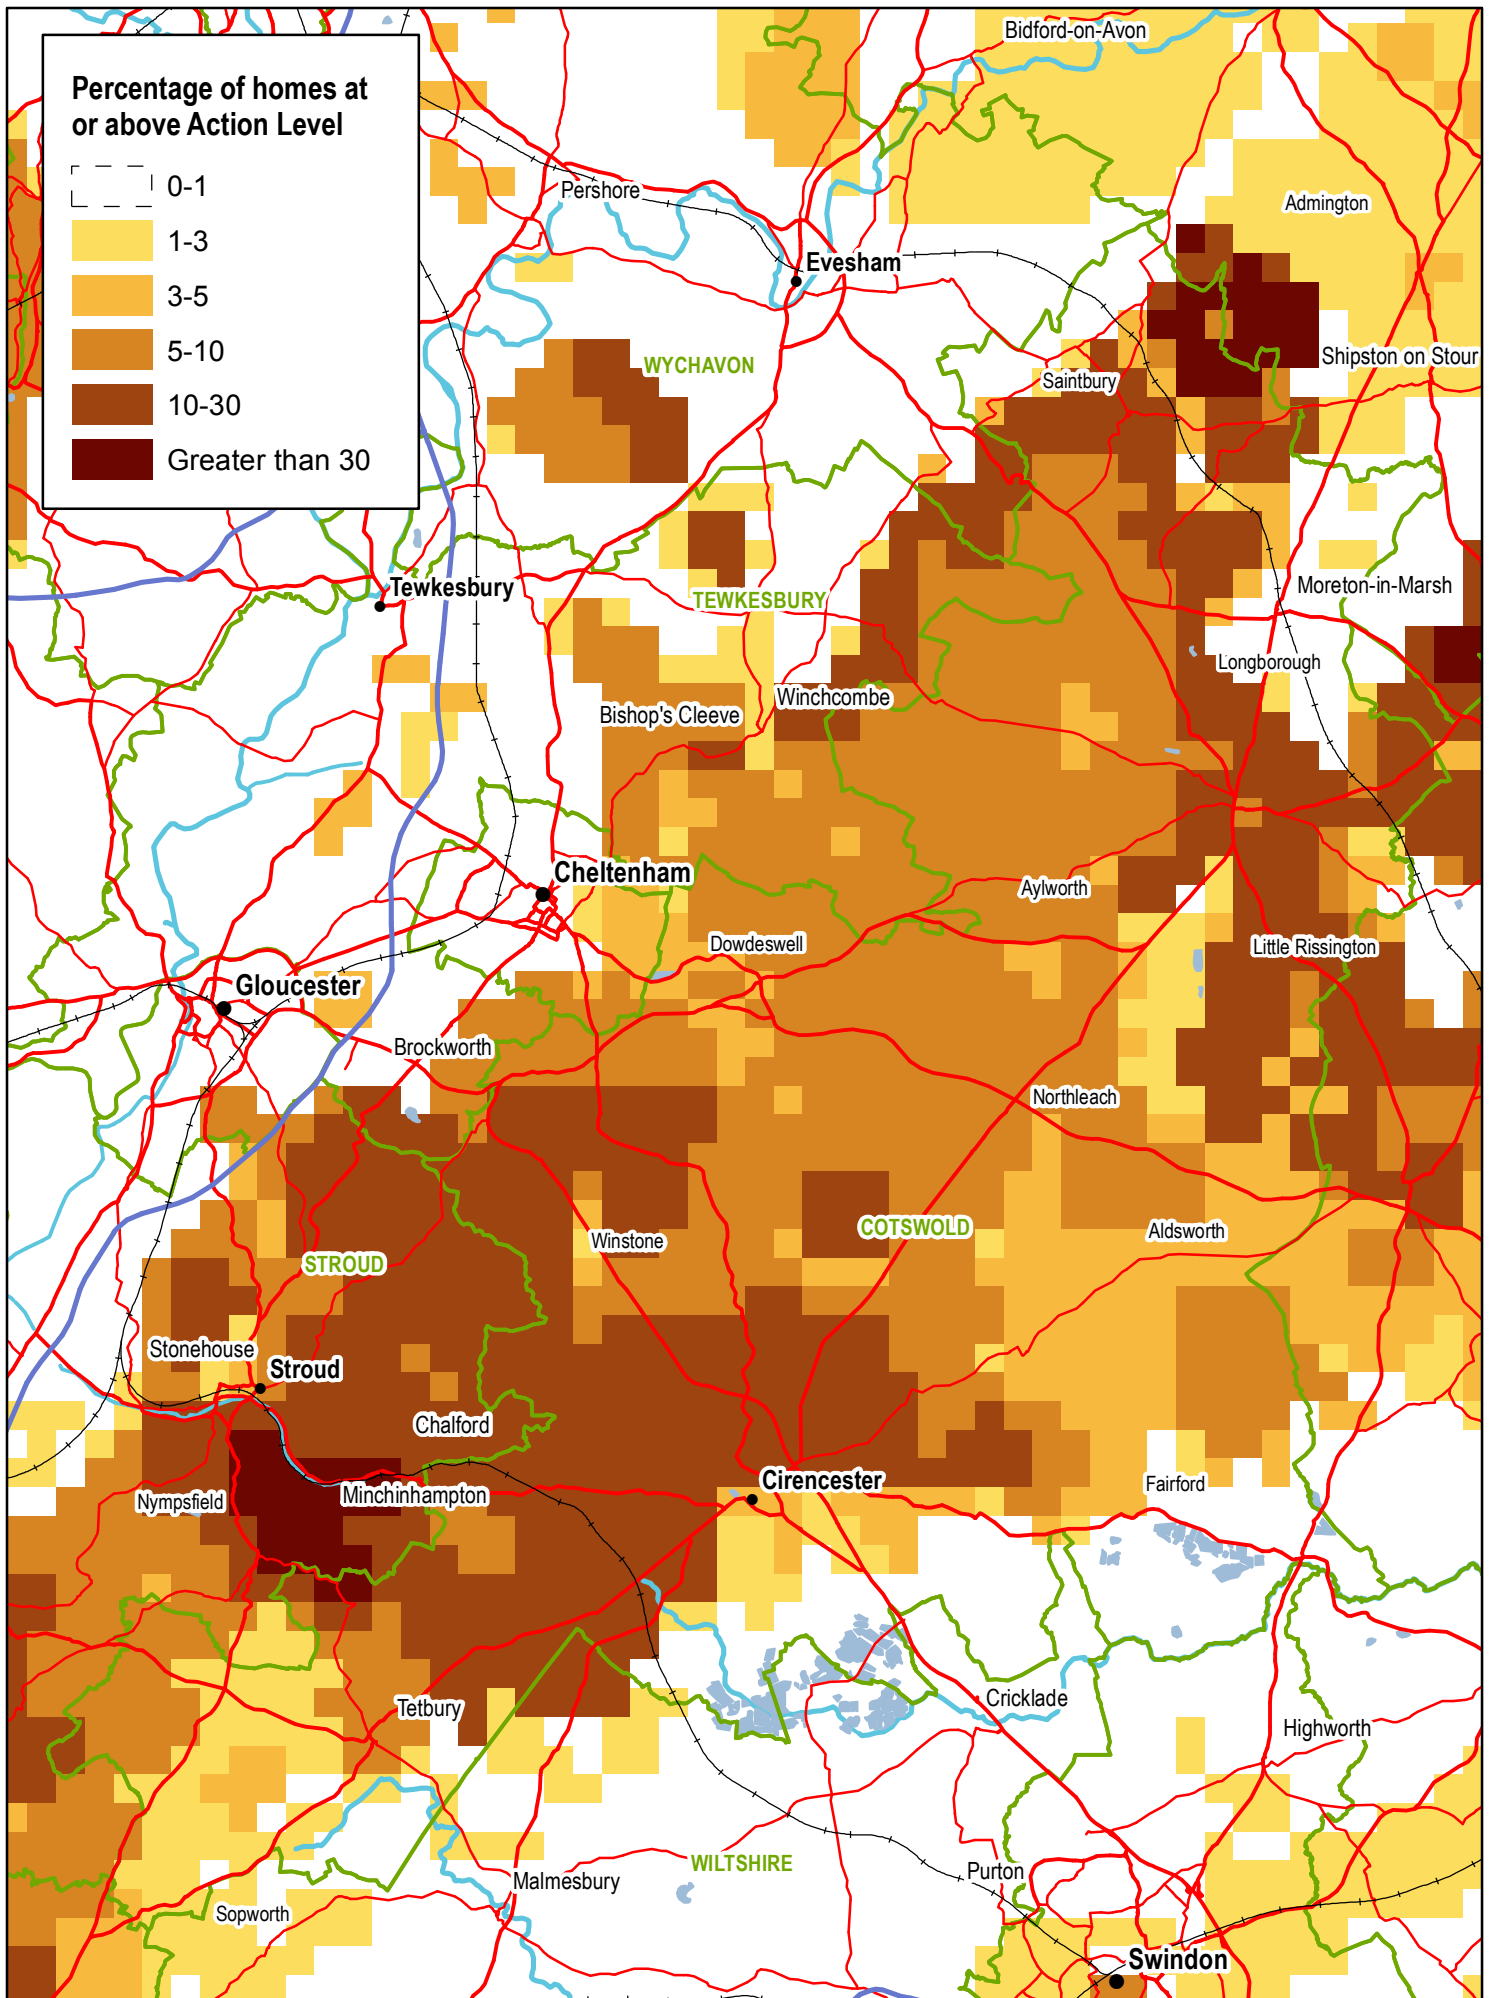 Percentage of homes at
or above Action Level
0-1
1-3
3-5
5-10
10-30
Greater than 30
Bidford-on-Avon
Pershore
Admington
Evesham
WYCHAVON
Shipston on Stour
Saintbury
Tewkesbury
TEWKESBURY
Moreton-in-Marsh
Longborough
Winchcombe
Bishop's Cleeve
Cheltenham
Aylworth
Dowdeswell
Little Rissington
Gloucester
Brockworth
Northleach
COTSWOLD
Aldsworth
Winstone
STROUD
Stonehouse
Stroud
Chalford
Cirencester
Fairford
Minchinhampton
Nympsfield
Cricklade
Tetbury
Highworth
WILTSHIRE
Purton
Malmesbury
Sopworth
Swindon